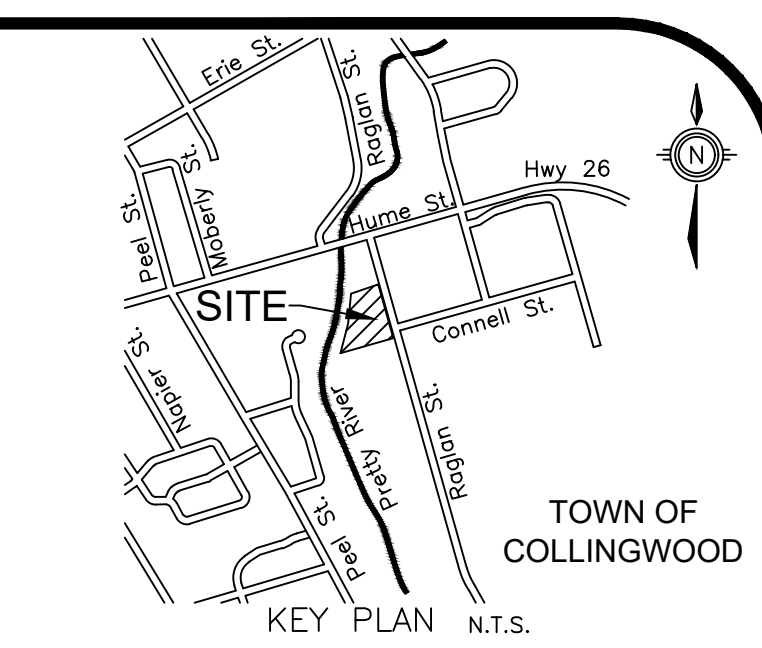 Erie St.
Raglan St.
N
Hwy 26
Moberly St.
Peel St.
Hume St.
SITE
Connell St.
Napier St.
Pretty River
Raglan St.
Peel St.
TOWN OF
COLLINGWOOD
KEY PLAN N.T.S.